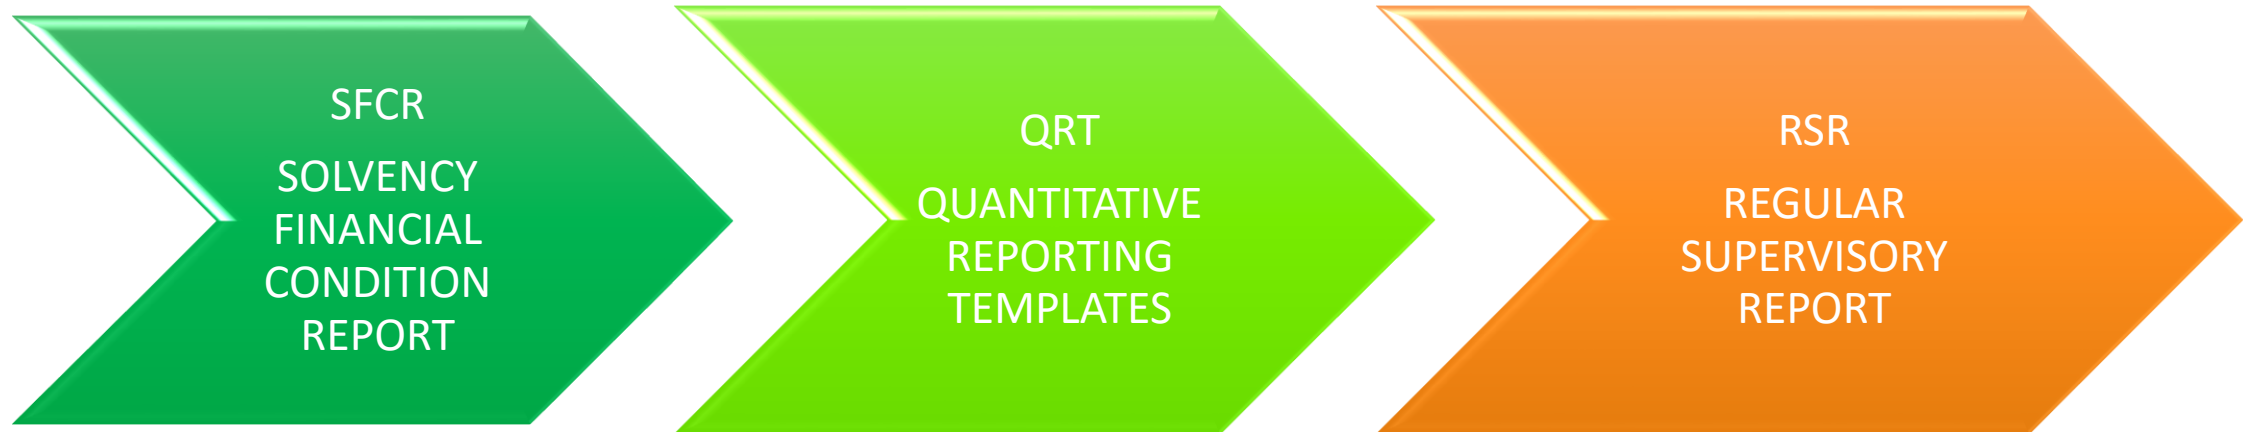 SFCR
SOLVENCY
FINANCIAL
CONDITION
REPORT
QRT
QUANTITATIVE
REPORTING
TEMPLATES
RSR
REGULAR
SUPERVISORY
REPORT